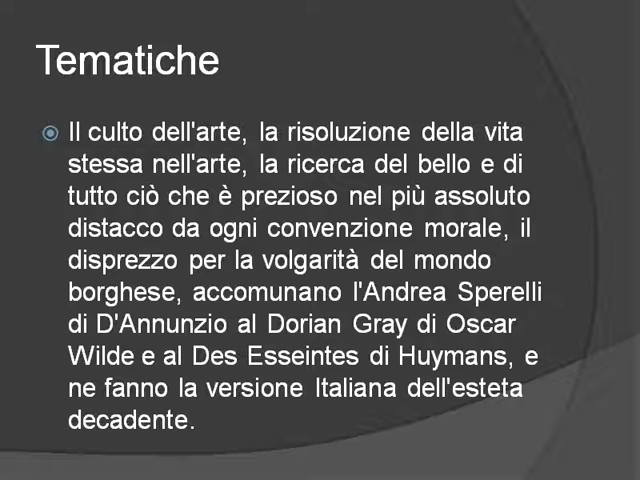 Tematiche
Il culto dell'arte, la risoluzione della vita
stessa nell'arte, la ricerca del bello e di
tutto ciò che è prezioso nel più assoluto
distacco da ogni convenzione morale, il
disprezzo per la volgarità del mondo
borghese, accomunano l'Andrea Sperelli
di D'Annunzio al Dorian Gray di Oscar
Wilde e al Des Esseintes di Huymans, e
ne fanno la versione Italiana dell'esteta
decadente.